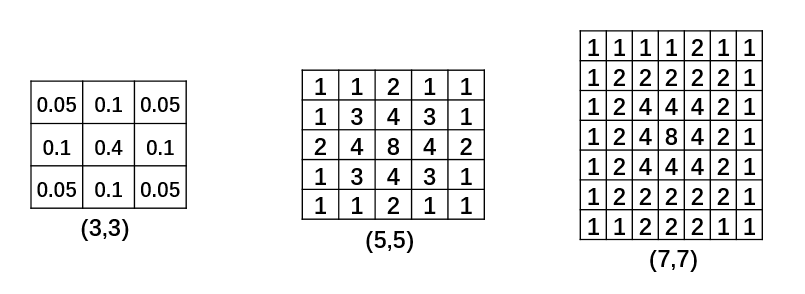 0.05 0.1 0.05
0.1 0.4 0.1
0.05 0.1 0.05
(3,3)
1 1 2 1 1
1 3 4 3 1
2 4 8 4 2
1 3 4 3 1
1 1 2 1 1
(5,5)
1 1 1 1 2 1 1
1 2 2 2 2 2 1
1 2 4 4 4 2 1
1 2 4 8 4 2 1
1 2 4 4 4 2 1
1 2 2 2 2 2 1
1 1 2 2 2 1 1
(7,7)